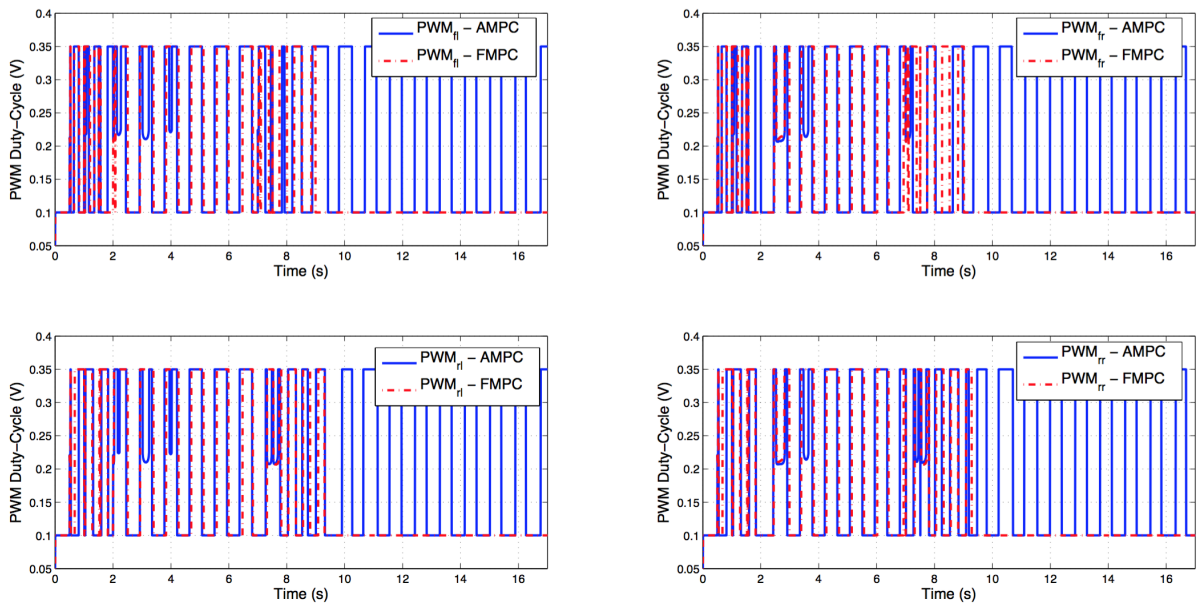 PWM Duty−Cycle (V)
0.4
0.35
0.3
0.25
0.2
0.15
0.1
0.05
0 2 4 6 8 10 12 14 16
Time (s)
PWM_fl − AMPC
PWM_fl − FMPC
PWM Duty−Cycle (V)
0.4
0.35
0.3
0.25
0.2
0.15
0.1
0.05
0 2 4 6 8 10 12 14 16
Time (s)
PWM_fr − AMPC
PWM_fr − FMPC
PWM Duty−Cycle (V)
0.4
0.35
0.3
0.25
0.2
0.15
0.1
0.05
0 2 4 6 8 10 12 14 16
Time (s)
PWM_rl − AMPC
PWM_rl − FMPC
PWM Duty−Cycle (V)
0.4
0.35
0.3
0.25
0.2
0.15
0.1
0.05
0 2 4 6 8 10 12 14 16
Time (s)
PWM_rr − AMPC
PWM_rr − FMPC